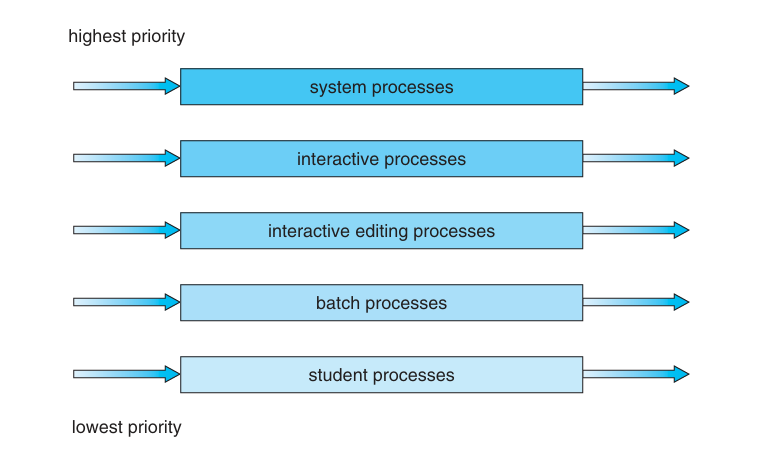 highest priority
system processes
interactive processes
interactive editing processes
batch processes
student processes
lowest priority